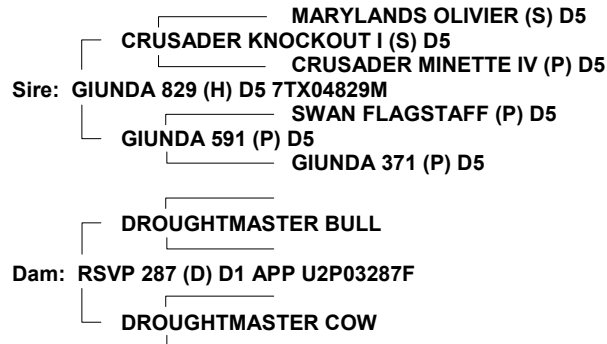 MARYLANDS OLIVIER (S) D5
CRUSADER KNOCKOUT I (S) D5
CRUSADER MINETTE IV (P) D5
Sire: GIUNDA 829 (H) D5 7TX04829M
SWAN FLAGSTAFF (P) D5
GIUNDA 591 (P) D5
GIUNDA 371 (P) D5
DROUGHTMASTER BULL
Dam: RSVP 287 (D) D1 APP U2P03287F
DROUGHTMASTER COW